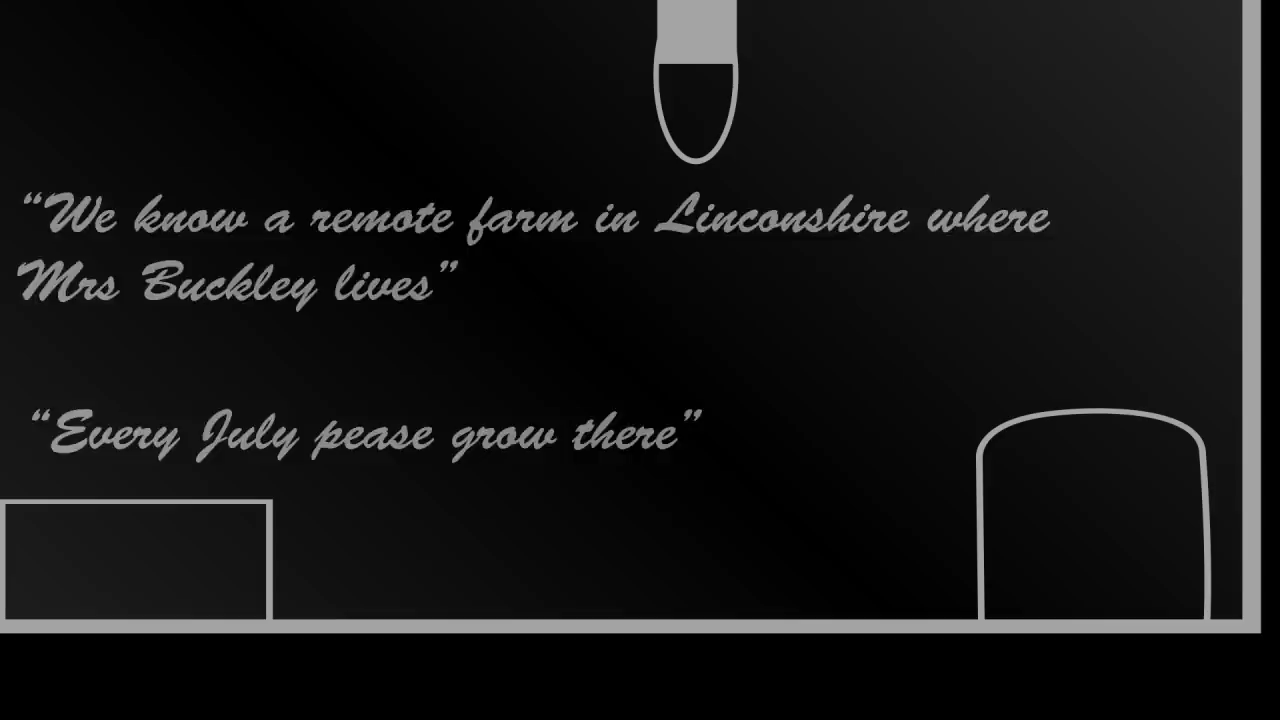 “We know a remote farm in Linconshire where
Mrs Buckley lives”
“Every July pease grow there”